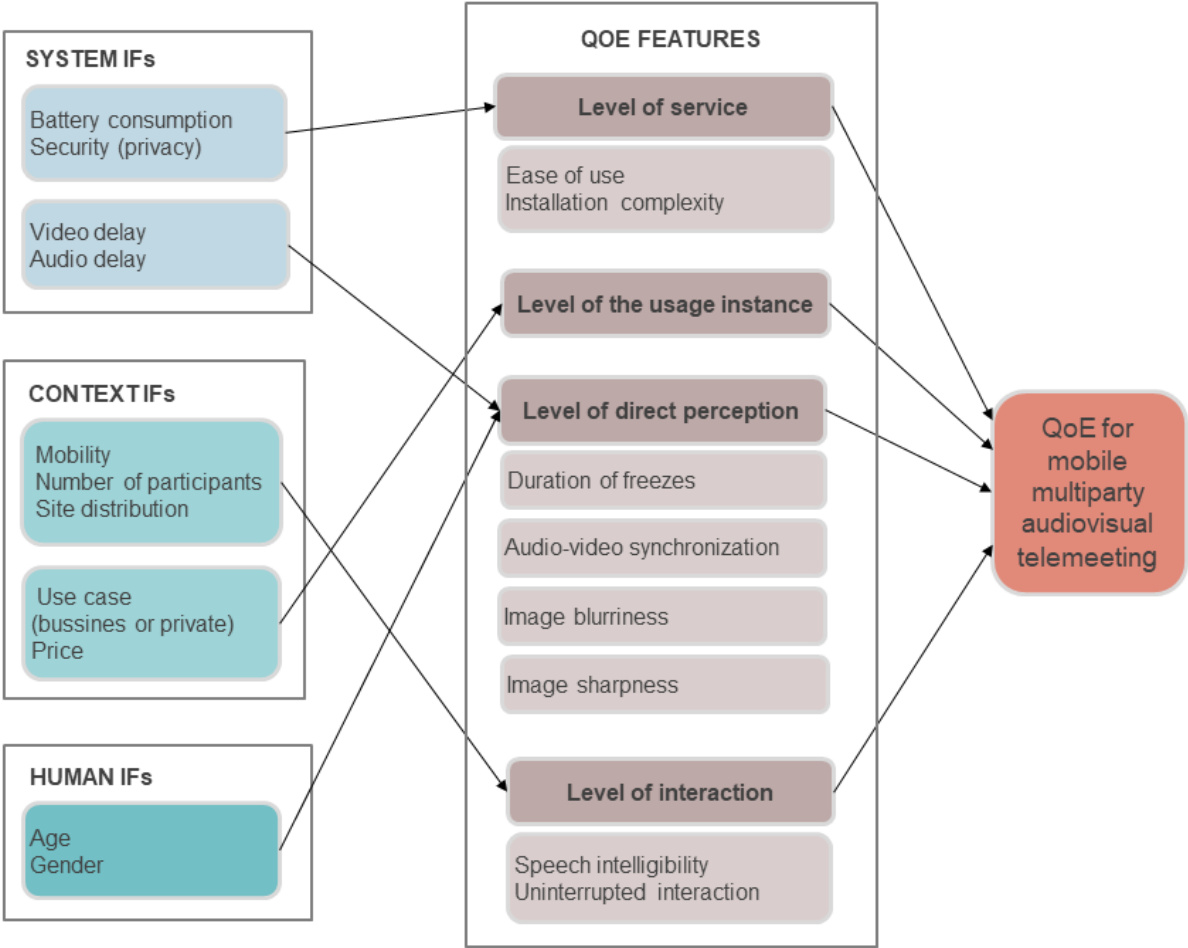 SYSTEM IFs
Battery consumption
Security (privacy)
Video delay
Audio delay
CONTEXT IFs
Mobility
Number of participants
Site distribution
Use case
(bussines or private)
Price
HUMAN IFs
Age
Gender
QOE FEATURES
Level of service
Ease of use
Installation complexity
Level of the usage instance
Level of direct perception
Duration of freezes
Audio-video synchronization
Image blurriness
Image sharpness
Level of interaction
Speech intelligibility
Uninterrupted interaction
QoE for
mobile
multiparty
audiovisual
telemeeting